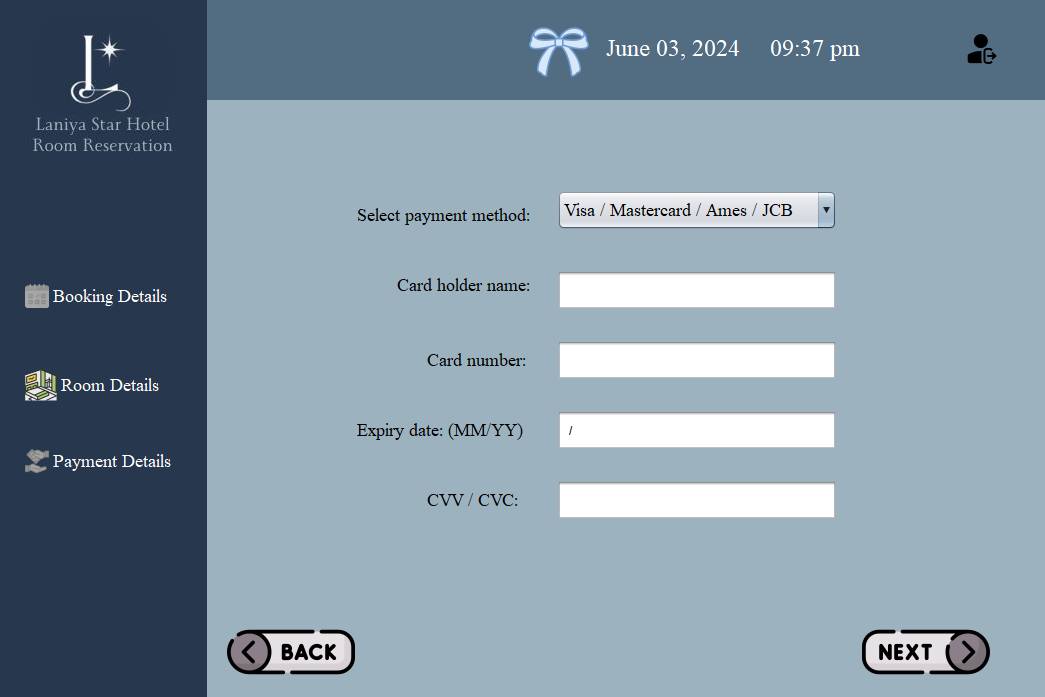 Laniya Star Hotel
Room Reservation
June 03, 2024 09:37 pm
Booking Details
Room Details
Payment Details
Select payment method: Visa / Mastercard / Ames / JCB
Card holder name:
Card number:
Expiry date: (MM/YY) /
CVV / CVC:
BACK
NEXT